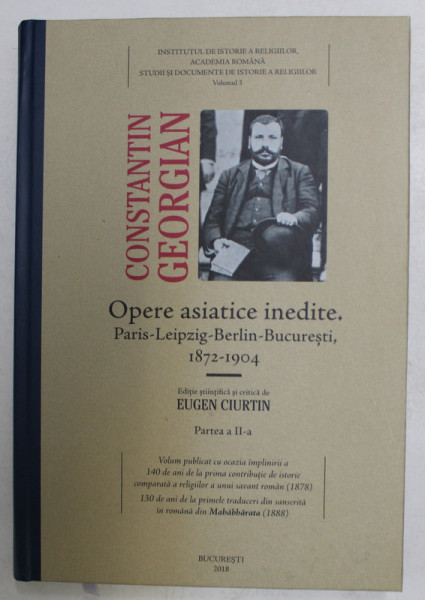 INSTITUTUL DE ISTORIE A RELIGIILOR,
ACADEMIA ROMÂNĂ
STUDII ȘI DOCUMENTE DE ISTORIE A RELIGIILOR
Volumul 3
CONSTANTIN
GEORGIAN
Opere asiatice inedite.
Paris-Leipzig-Berlin-București,
1872-1904
Ediție științifică și critică de
EUGEN CIURTIN
Partea a II-a
Volum publicat cu ocazia împlinirii a
140 de ani de la prima contribuție de istorie
comparată a religiilor a unui savant român (1878)
130 de ani de la primele traduceri din sanscrită
în română din Mahābhārata (1888)
BUCUREȘTI
2018